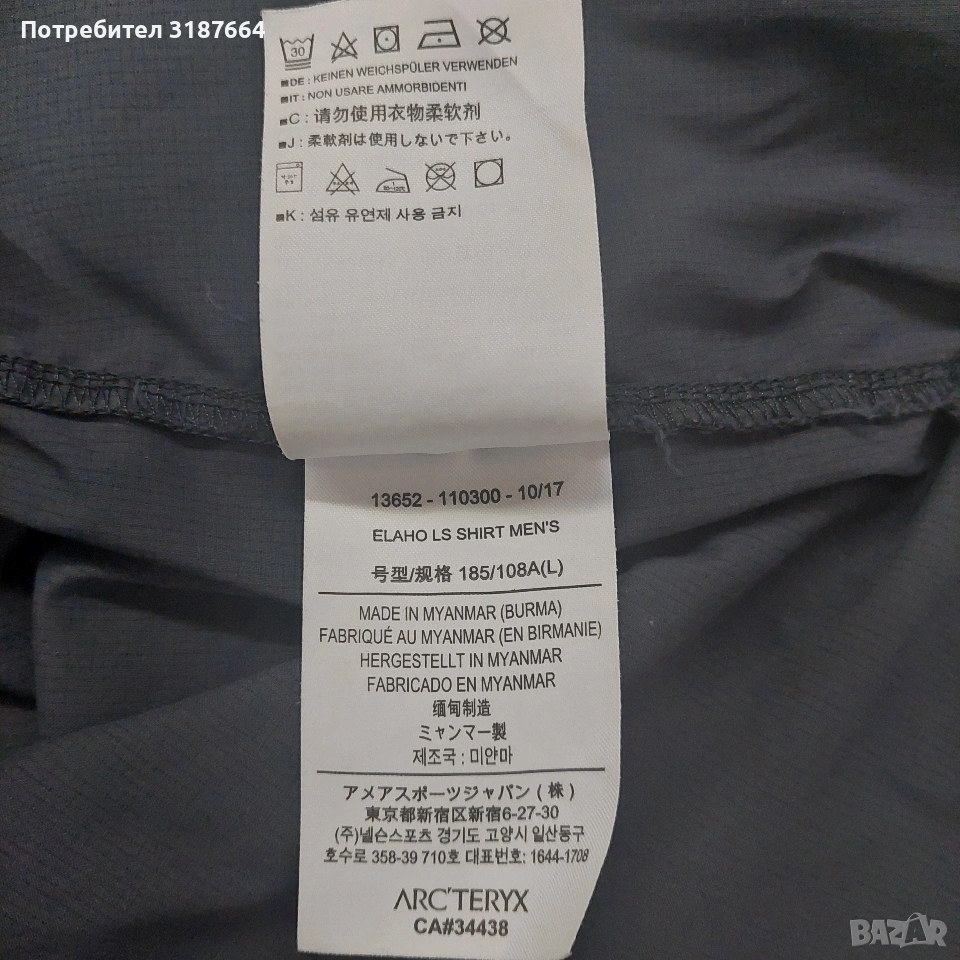 Потребител 3187664
30
DE : KEINEN WEICHSPÜLER VERWENDEN
IT : NON USARE AMMORBIDENTI
C : 请勿使用衣物柔软剂
J : 柔軟剤は使用しないで下さい。
K : 섬유 유연제 사용 금지
13652 - 110300 - 10/17
ELAHO LS SHIRT MEN'S
号型/规格 185/108A(L)
MADE IN MYANMAR (BURMA)
FABRIQUÉ AU MYANMAR (EN BIRMANIE)
HERGESTELLT IN MYANMAR
FABRICADO EN MYANMAR
缅甸制造
ミャンマー製
제조국 : 미얀마
アメアスポーツジャパン (株)
東京都新宿区新宿6-27-30
(주)넬슨스포츠 경기도 고양시 일산동구
호수로 358-39 710호 대표번호: 1644-1708
ARC'TERYX
CA#34438
BAZAR